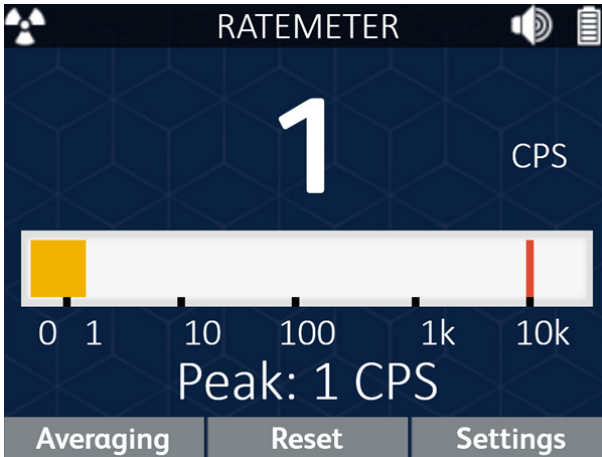 RATEMETER
1
CPS
0 1 10 100 1k 10k
Peak: 1 CPS
Averaging Reset Settings